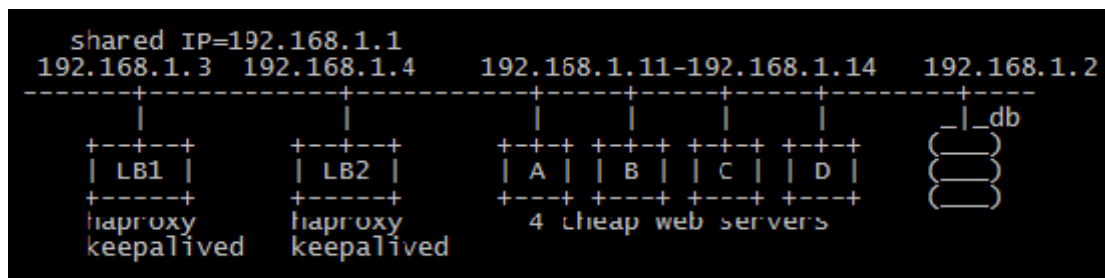 shared IP=192.168.1.1
192.168.1.3 192.168.1.4 192.168.1.11-192.168.1.14 192.168.1.2
db
LB1 LB2 A B C D
haproxy haproxy 4 cheap web servers
keepalived keepalived